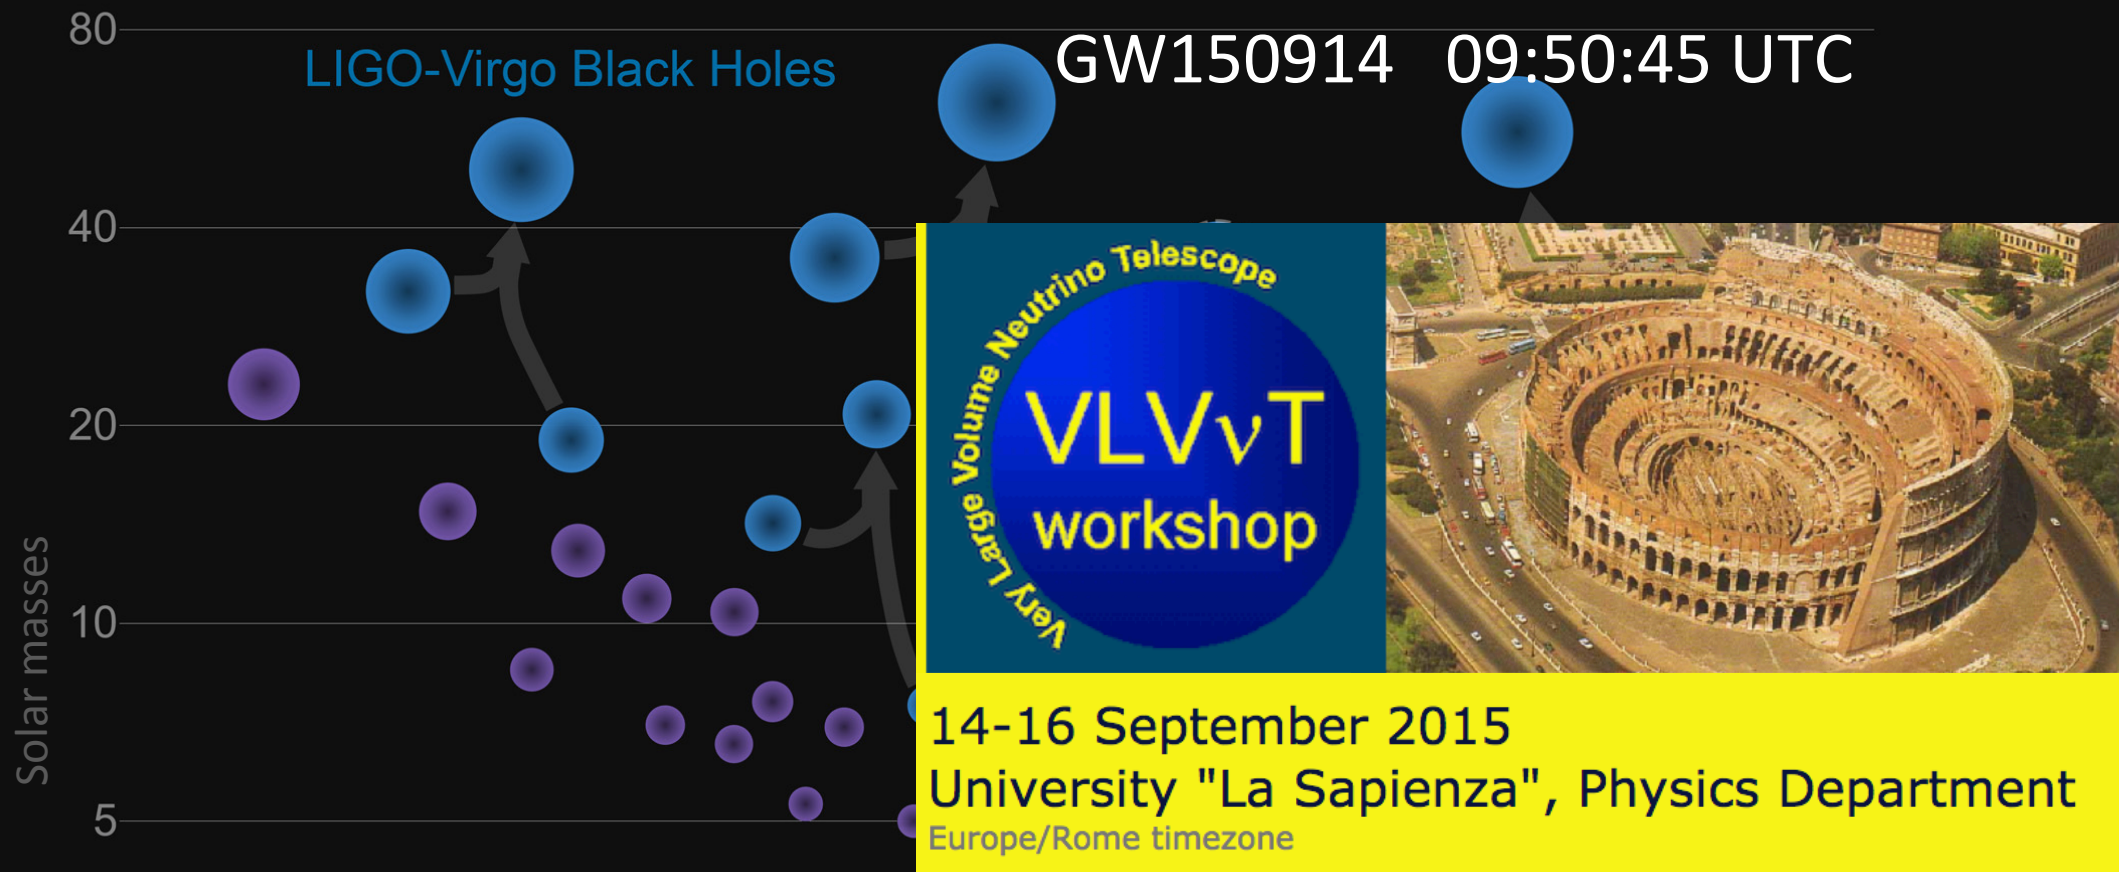 80
LIGO-Virgo Black Holes
GW150914 09:50:45 UTC
40
20
10
5
Solar masses
Very Large Volume Neutrino Telescope
VLVνT
workshop
14-16 September 2015
University "La Sapienza", Physics Department
Europe/Rome timezone